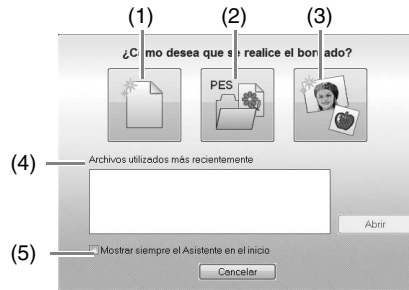 (1) (2) (3)
¿Cómo desea que se realice el bordado?
PES
(4) Archivos utilizados más recientemente
Abrir
(5) Mostrar siempre el Asistente en el inicio
Cancelar